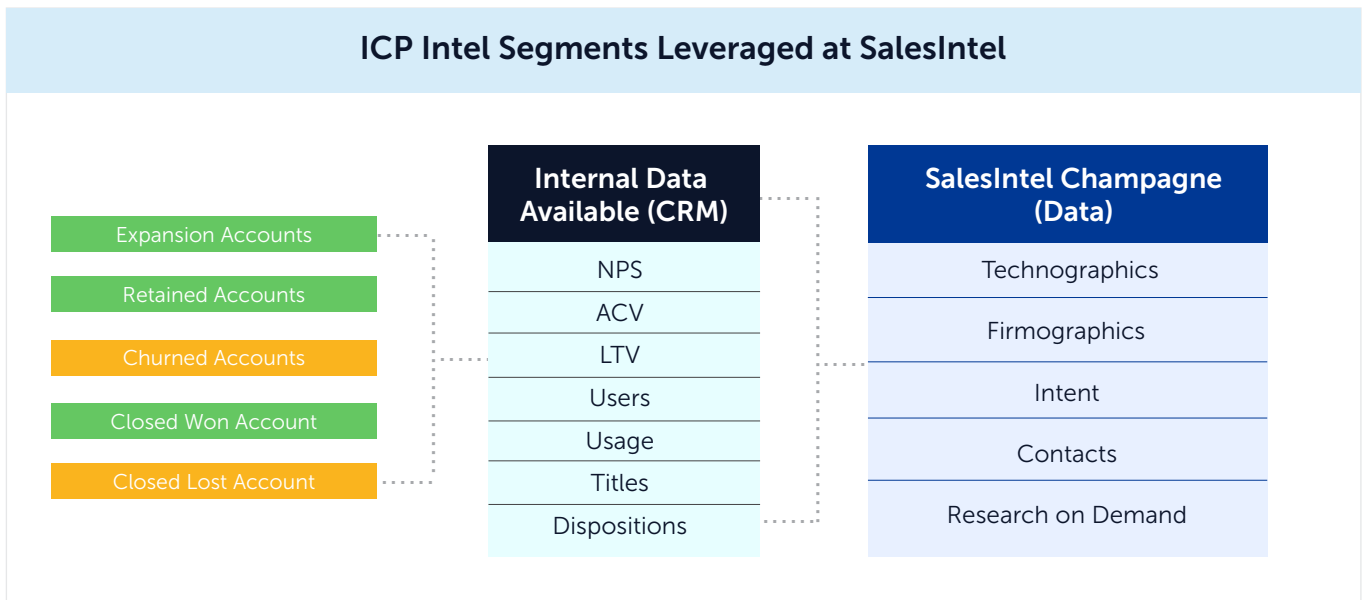 ICP Intel Segments Leveraged at SalesIntel
Expansion Accounts
Retained Accounts
Churned Accounts
Closed Won Account
Closed Lost Account
Internal Data
Available (CRM)
NPS
ACV
LTV
Users
Usage
Titles
Dispositions
SalesIntel Champagne
(Data)
Technographics
Firmographics
Intent
Contacts
Research on Demand